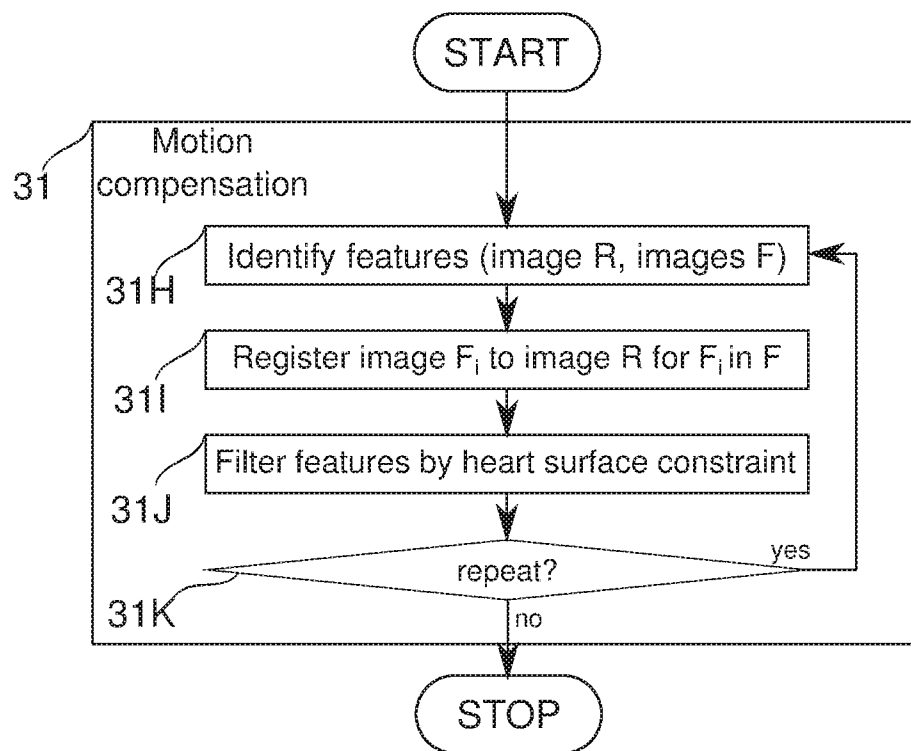 START
Motion
compensation
31
Identify features (image R, images F)
31H
Register image Fi to image R for Fi in F
31I
Filter features by heart surface constraint
31J
repeat?
yes
31K
no
STOP